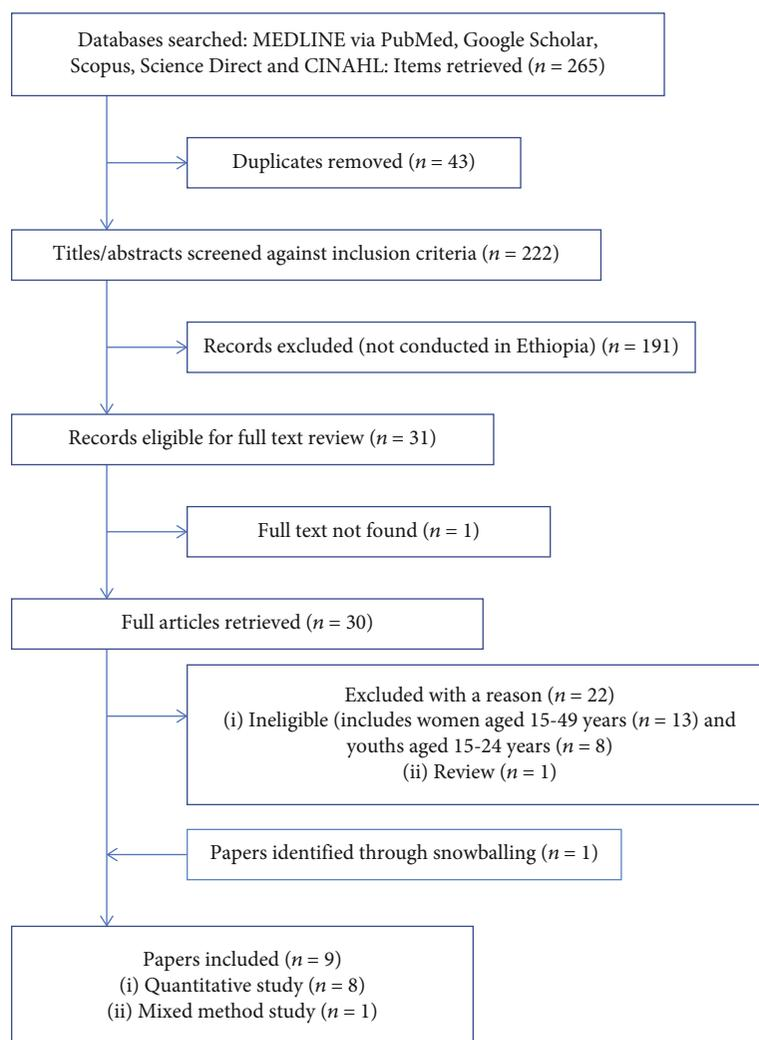 Databases searched: MEDLINE via PubMed, Google Scholar,
Scopus, Science Direct and CINAHL: Items retrieved (n = 265)
Duplicates removed (n = 43)
Titles/abstracts screened against inclusion criteria (n = 222)
Records excluded (not conducted in Ethiopia) (n = 191)
Records eligible for full text review (n = 31)
Full text not found (n = 1)
Full articles retrieved (n = 30)
Excluded with a reason (n = 22)
(i) Ineligible (includes women aged 15-49 years (n = 13) and
youths aged 15-24 years (n = 8)
(ii) Review (n = 1)
Papers identified through snowballing (n = 1)
Papers included (n = 9)
(i) Quantitative study (n = 8)
(ii) Mixed method study (n = 1)